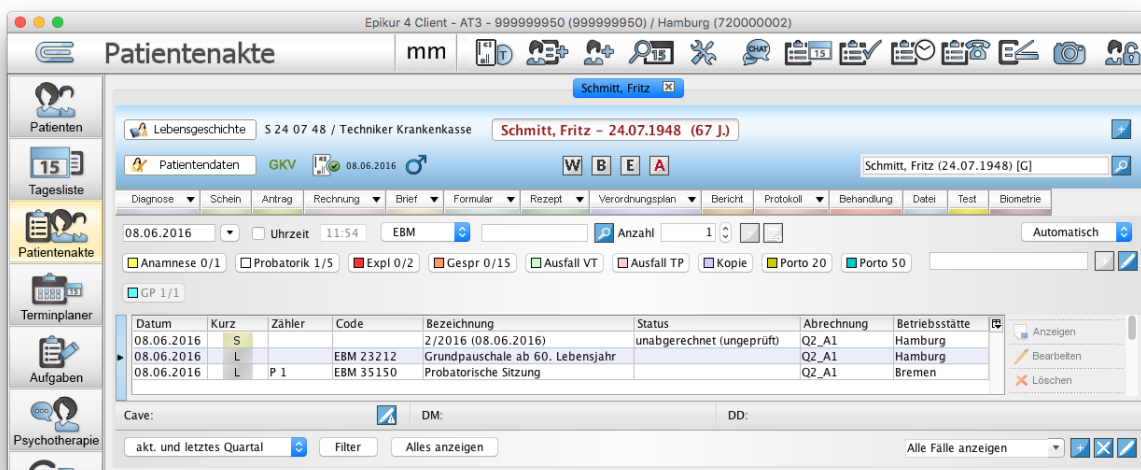 Epikur 4 Client - AT3 - 999999950 (999999950) / Hamburg (720000002)
Patientenakte mm T 15 CHAT 15
Schmitt, Fritz
Patienten
Lebensgeschichte S 24 07 48 / Techniker Krankenkasse Schmitt, Fritz – 24.07.1948 (67 J.)
15 Patientendaten GKV 08.06.2016 W B E A Schmitt, Fritz (24.07.1948) [G]
Tagesliste
Diagnose Schein Antrag Rechnung Brief Formular Rezept Verordnungsplan Bericht Protokoll Behandlung Datei Test Biometrie
08.06.2016 Uhrzeit 11:54 EBM Anzahl 1 Automatisch
Patientenakte
Anamnese 0/1 Probatorik 1/5 Expl 0/2 Gespr 0/15 Ausfall VT Ausfall TP Kopie Porto 20 Porto 50
GP 1/1
Terminplaner
Datum Kurz Zähler Code Bezeichnung Status Abrechnung Betriebsstätte
08.06.2016 S 2/2016 (08.06.2016) unabgerechnet (ungeprüft) Q2_A1 Hamburg
08.06.2016 L EBM 23212 Grundpauschale ab 60. Lebensjahr Q2_A1 Hamburg
08.06.2016 L P 1 EBM 35150 Probatorische Sitzung Q2_A1 Bremen
Anzeigen
Bearbeiten
Löschen
Aufgaben
Cave: DM: DD:
Psychotherapie
akt. und letztes Quartal Filter Alles anzeigen Alle Fälle anzeigen